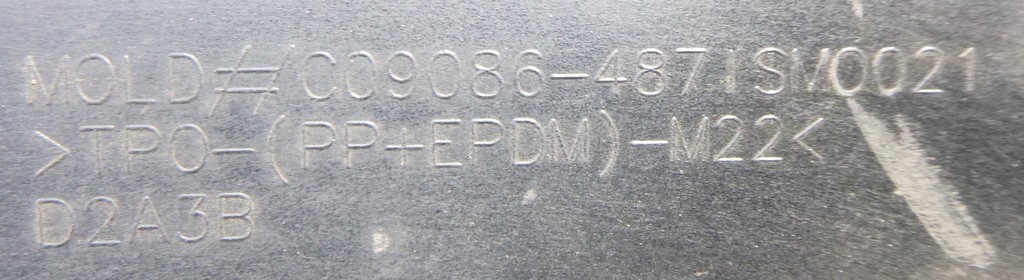 MOLD#C09086-4871SM0021
>TPO-(PP+EPDM)-M22<
D2A3B